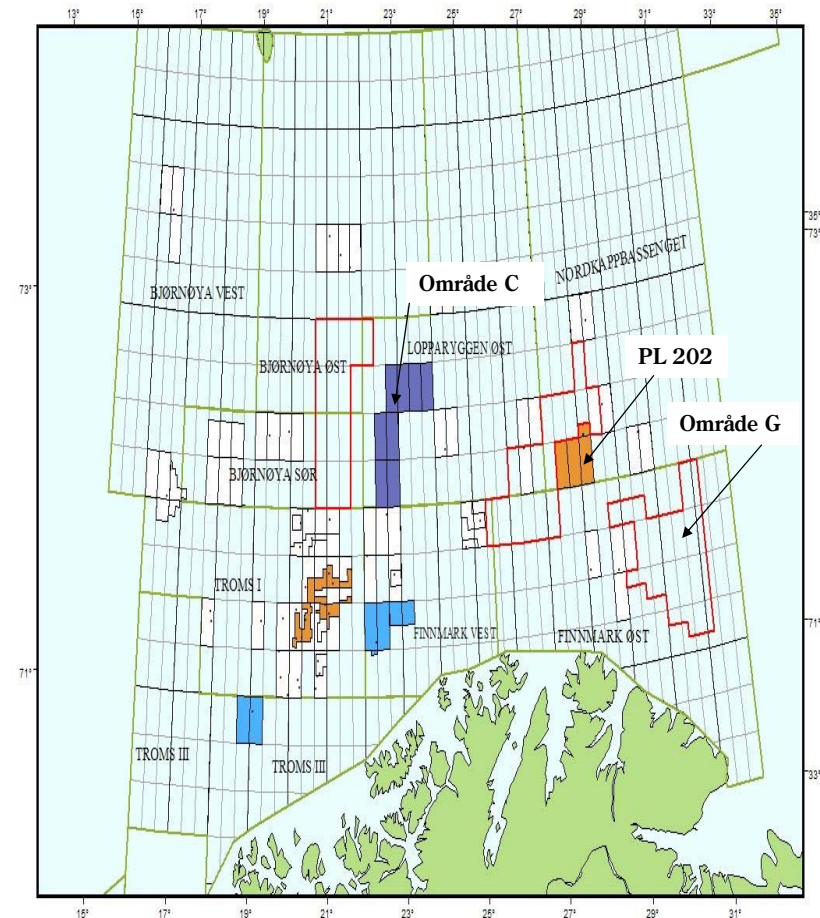 13° 15° 17° 19° 21° 23° 25° 27° 29° 31° 33° 35°
35°
73°
NORDKAPPBASSENGET
Område C
73°
BJØRNØYA VEST
LOPPARYGGEN ØST
PL 202
BJØRNØYA ØST
Område G
BJØRNØYA SØR
TROMS I
71°
FINNMARK VEST
FINNMARK ØST
71°
TROMS III
TROMS III
33°
15° 17° 19° 21° 23° 25° 27° 29° 31°